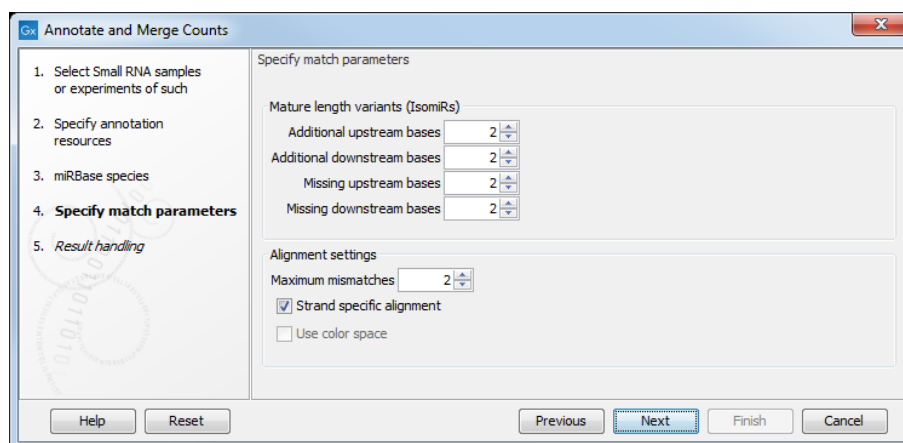 Gx Annotate and Merge Counts
1. Select Small RNA samples
or experiments of such
2. Specify annotation
resources
3. miRBase species
4. Specify match parameters
5. Result handling
Specify match parameters
Mature length variants (IsomiRs)
Additional upstream bases 2
Additional downstream bases 2
Missing upstream bases 2
Missing downstream bases 2
Alignment settings
Maximum mismatches 2
Strand specific alignment
Use color space
Help Reset Previous Next Finish Cancel